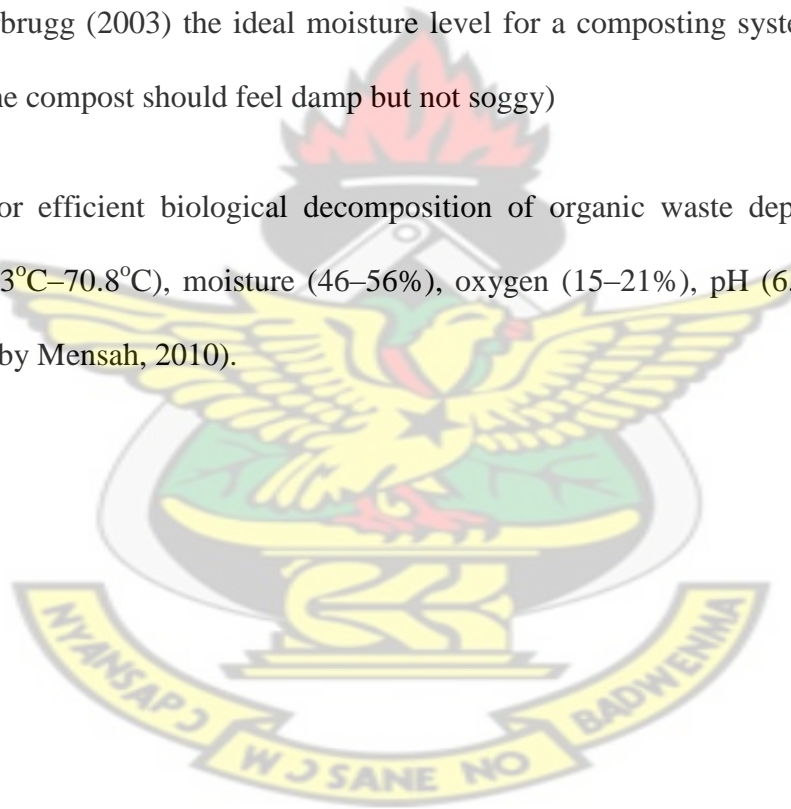 brugg (2003) the ideal moisture level for a composting syste
ne compost should feel damp but not soggy)
or efficient biological decomposition of organic waste dep
3°C–70.8°C), moisture (46–56%), oxygen (15–21%), pH (6.
by Mensah, 2010).
NYANSAPƆ WƆSANE NO BADWENMA